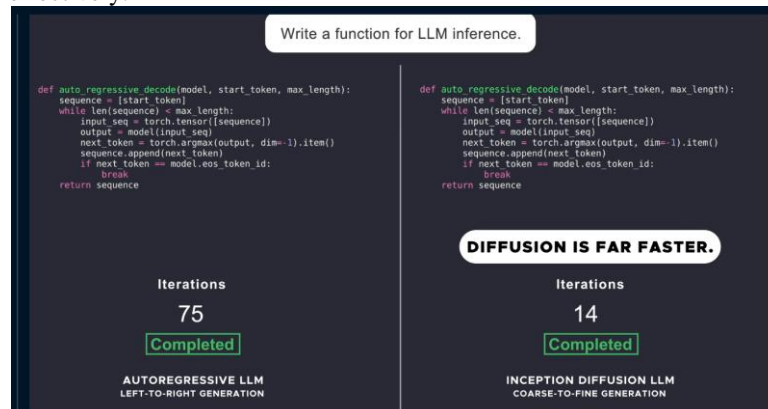 Write a function for LLM inference.
def auto_regressive_decode(model, start_token, max_length):
    sequence = [start_token]
    while len(sequence) < max_length:
        input_seq = torch.tensor([sequence])
        output = model(input_seq)
        next_token = torch.argmax(output, dim=-1).item()
        sequence.append(next_token)
        if next_token == model.eos_token_id:
            break
    return sequence
Iterations
75
Completed
AUTOREGRESSIVE LLM
LEFT-TO-RIGHT GENERATION
def auto_regressive_decode(model, start_token, max_length):
    sequence = [start_token]
    while len(sequence) < max_length:
        input_seq = torch.tensor([sequence])
        output = model(input_seq)
        next_token = torch.argmax(output, dim=-1).item()
        sequence.append(next_token)
        if next_token == model.eos_token_id:
            break
    return sequence
DIFFUSION IS FAR FASTER.
Iterations
14
Completed
INCEPTION DIFFUSION LLM
COARSE-TO-FINE GENERATION